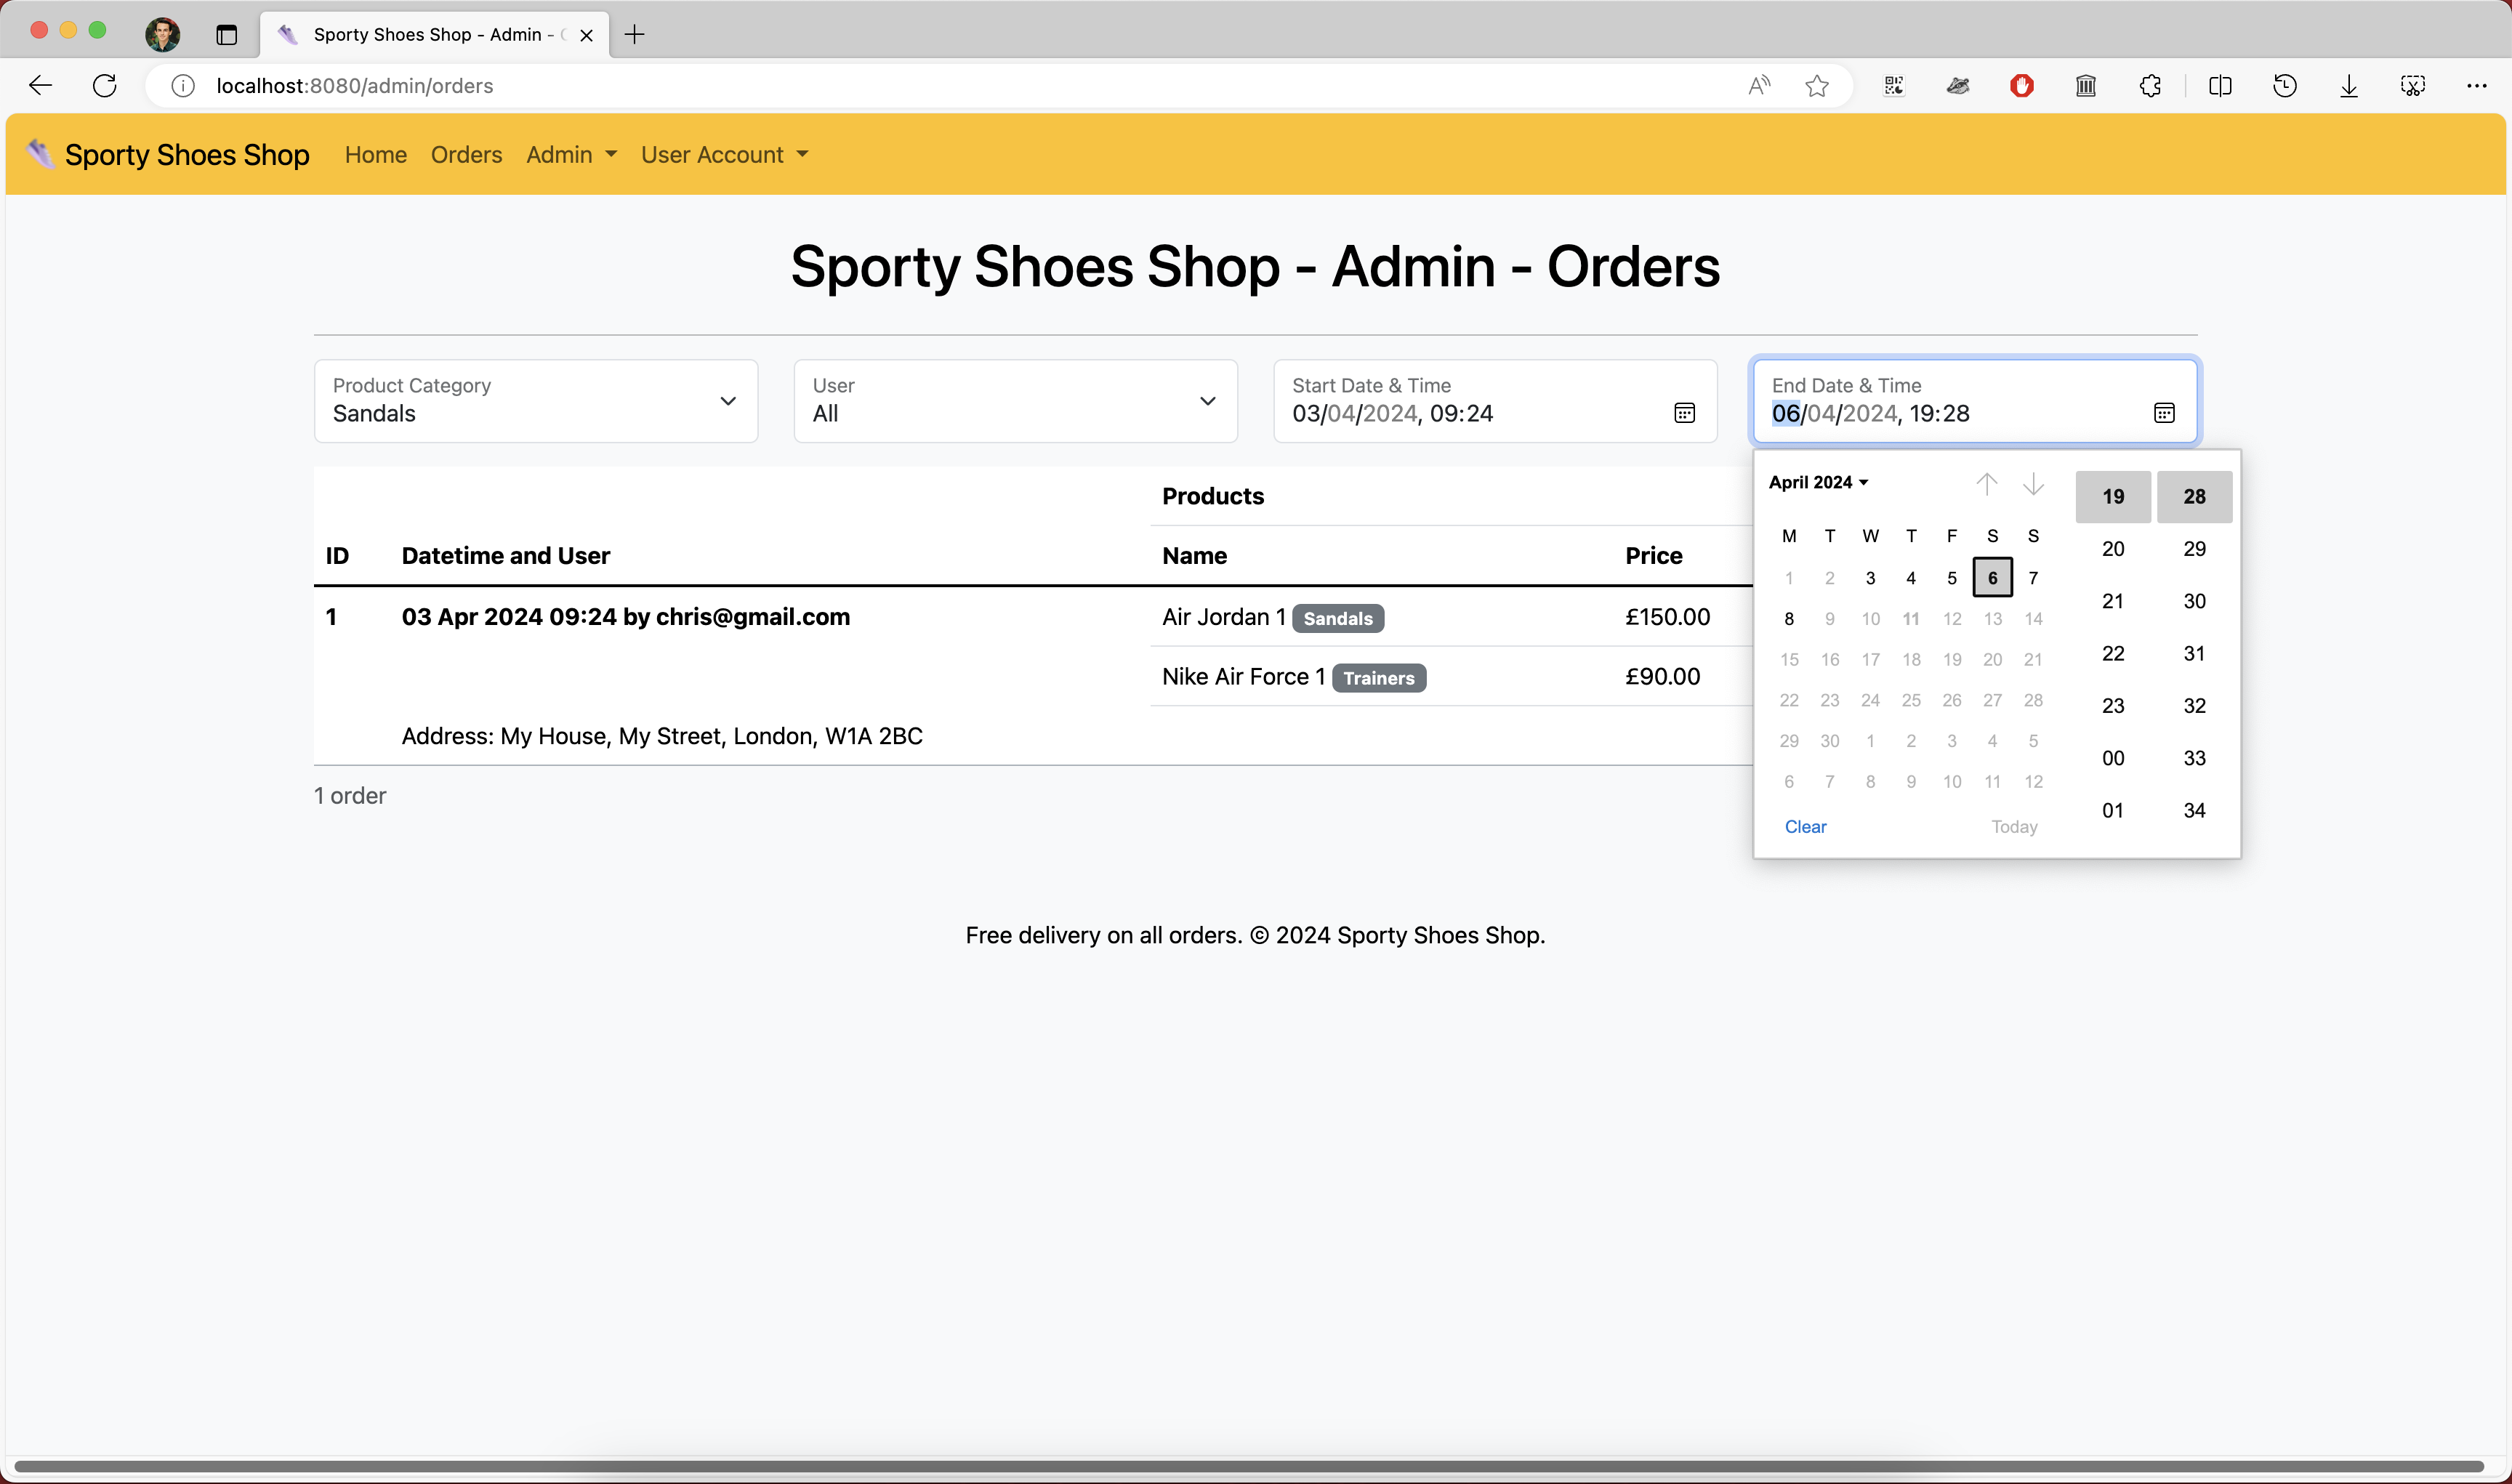 Sporty Shoes Shop - Admin -
localhost:8080/admin/orders
Sporty Shoes Shop Home Orders Admin User Account
Sporty Shoes Shop - Admin - Orders
Product Category
Sandals
User
All
Start Date & Time
03/04/2024, 09:24
End Date & Time
06/04/2024, 19:28
Products
ID Datetime and User Name Price
1 03 Apr 2024 09:24 by chris@gmail.com Air Jordan 1 Sandals £150.00
Nike Air Force 1 Trainers £90.00
Address: My House, My Street, London, W1A 2BC
1 order
April 2024
M T W T F S S
1 2 3 4 5 6 7
8 9 10 11 12 13 14
15 16 17 18 19 20 21
22 23 24 25 26 27 28
29 30 1 2 3 4 5
6 7 8 9 10 11 12
Clear Today
19 28
20 29
21 30
22 31
23 32
00 33
01 34
Free delivery on all orders. © 2024 Sporty Shoes Shop.